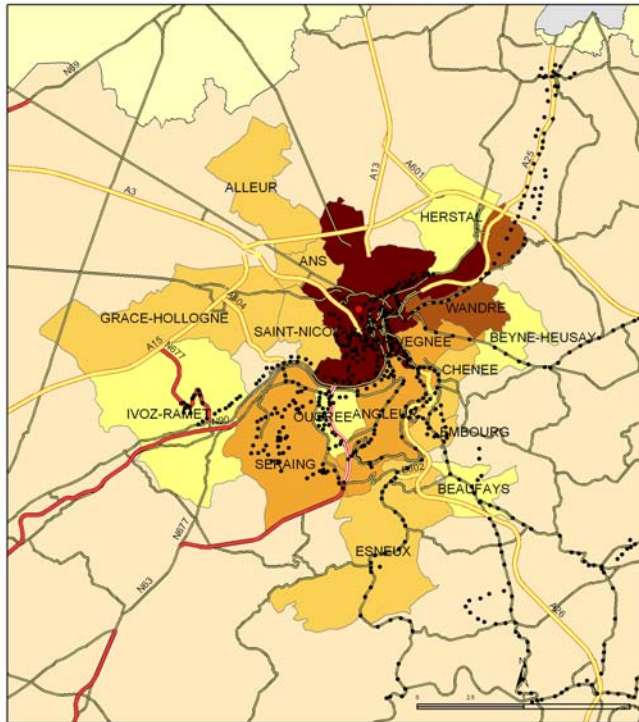 N69
A3
A13
A601
A25
ALLEUR
HERSTAL
ANS
WANDRE
GRACE-HOLLOGNE
A604
SAINT-NICO
VEGNEE
BEYNE-HEUSAY
A15
N677
CHENEE
IVOZ-RAMET
N90
OUGREE
ANGLEUR
EMBOURG
SERAING
BEAUFAYS
N677
ESNEUX
N63
A26
N
0